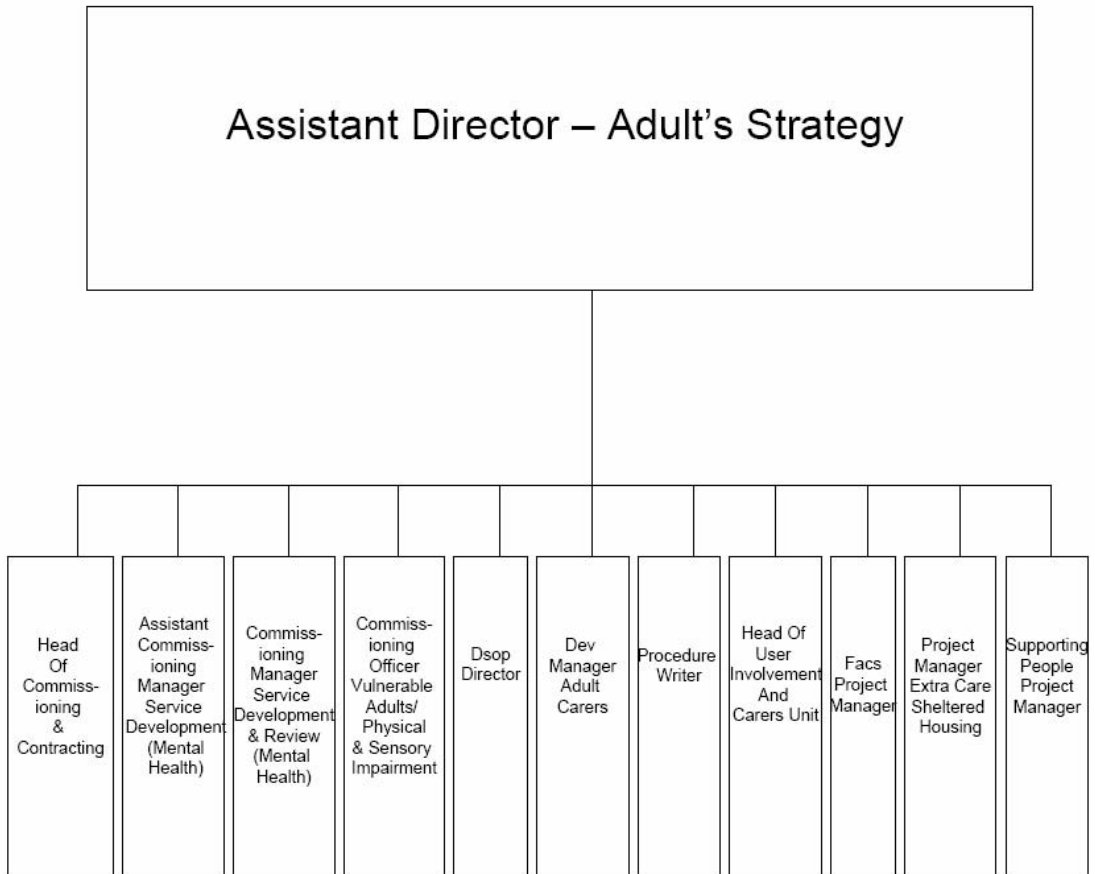 Assistant Director – Adult's Strategy
Head
Of
Commiss-
ioning
&
Contracting
Assistant
Commiss-
ioning
Manager
Service
Development
(Mental
Health)
Commiss-
ioning
Manager
Service
Development
& Review
(Mental
Health)
Commiss-
ioning
Officer
Vulnerable
Adults/
Physical
& Sensory
Impairment
Dsop
Director
Dev
Manager
Adult
Carers
Procedure
Writer
Head Of
User
Involvement
And
Carers Unit
Facs
Project
Manager
Project
Manager
Extra Care
Sheltered
Housing
Supporting
People
Project
Manager